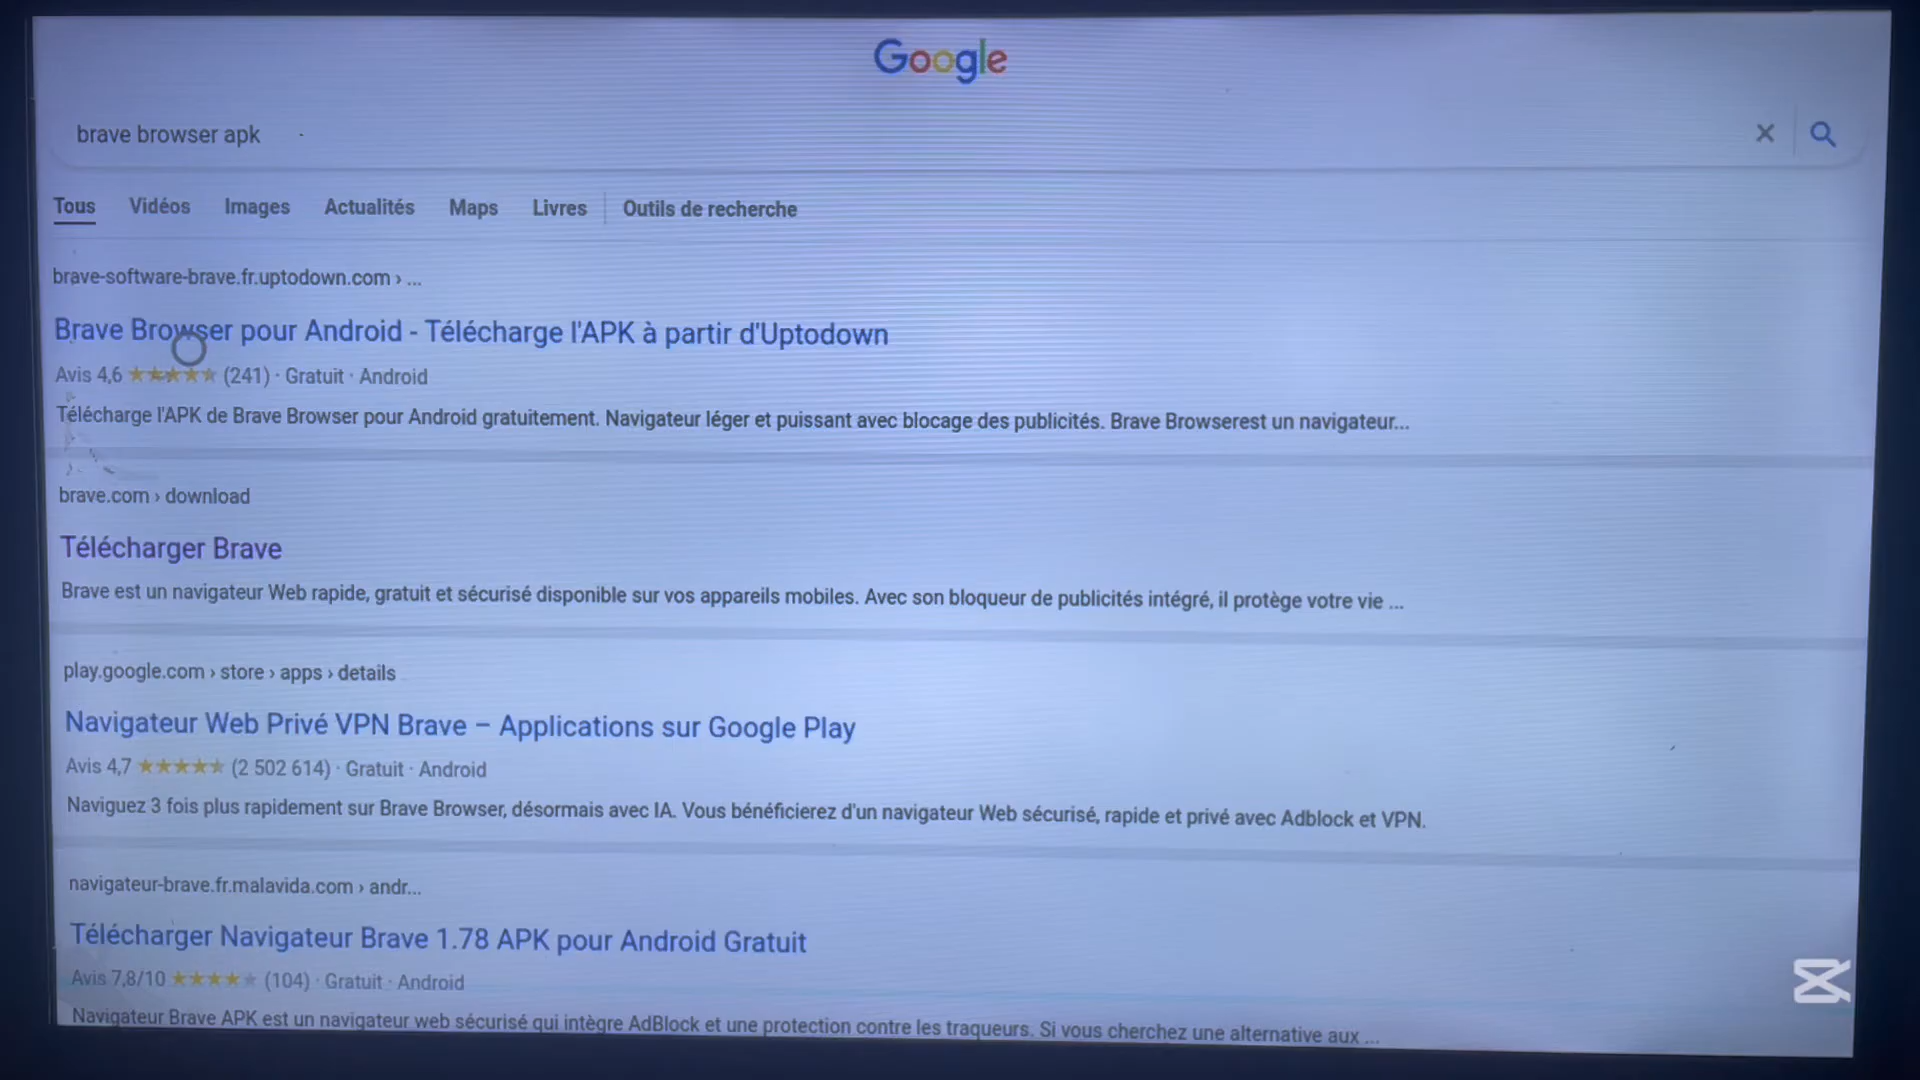 Google
brave browser apk
Tous Vidéos Images Actualités Maps Livres Outils de recherche
brave-software-brave.fr.uptodown.com › ...
Brave Browser pour Android - Télécharge l'APK à partir d'Uptodown
Avis 4,6 (241) · Gratuit · Android
Télécharge l'APK de Brave Browser pour Android gratuitement. Navigateur léger et puissant avec blocage des publicités. Brave Browserest un navigateur...
brave.com › download
Télécharger Brave
Brave est un navigateur Web rapide, gratuit et sécurisé disponible sur vos appareils mobiles. Avec son bloqueur de publicités intégré, il protège votre vie ...
play.google.com › store › apps › details
Navigateur Web Privé VPN Brave – Applications sur Google Play
Avis 4,7 (2 502 614) · Gratuit · Android
Naviguez 3 fois plus rapidement sur Brave Browser, désormais avec IA. Vous bénéficierez d'un navigateur Web sécurisé, rapide et privé avec Adblock et VPN.
navigateur-brave.fr.malavida.com › andr...
Télécharger Navigateur Brave 1.78 APK pour Android Gratuit
Avis 7,8/10 (104) · Gratuit · Android
Navigateur Brave APK est un navigateur web sécurisé qui intègre AdBlock et une protection contre les traqueurs. Si vous cherchez une alternative aux ...